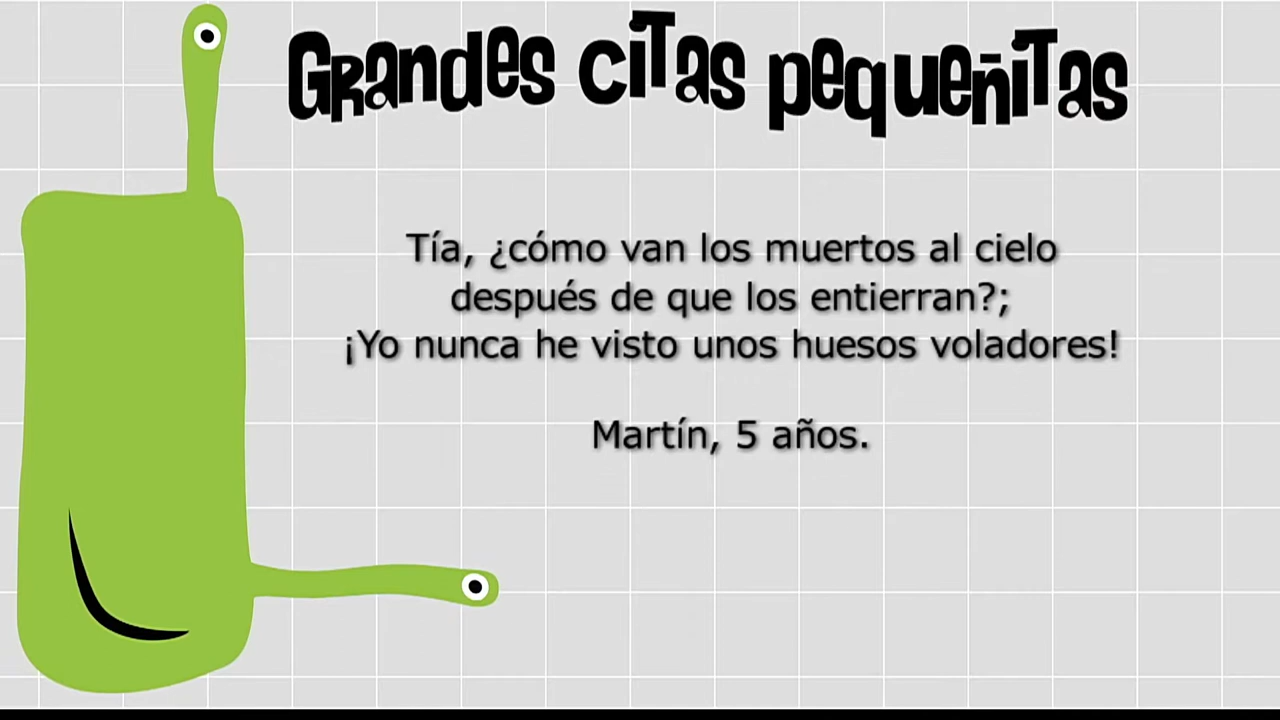 Grandes citas pequeñitas
Tía, ¿cómo van los muertos al cielo
después de que los entierran?;
¡Yo nunca he visto unos huesos voladores!
Martín, 5 años.